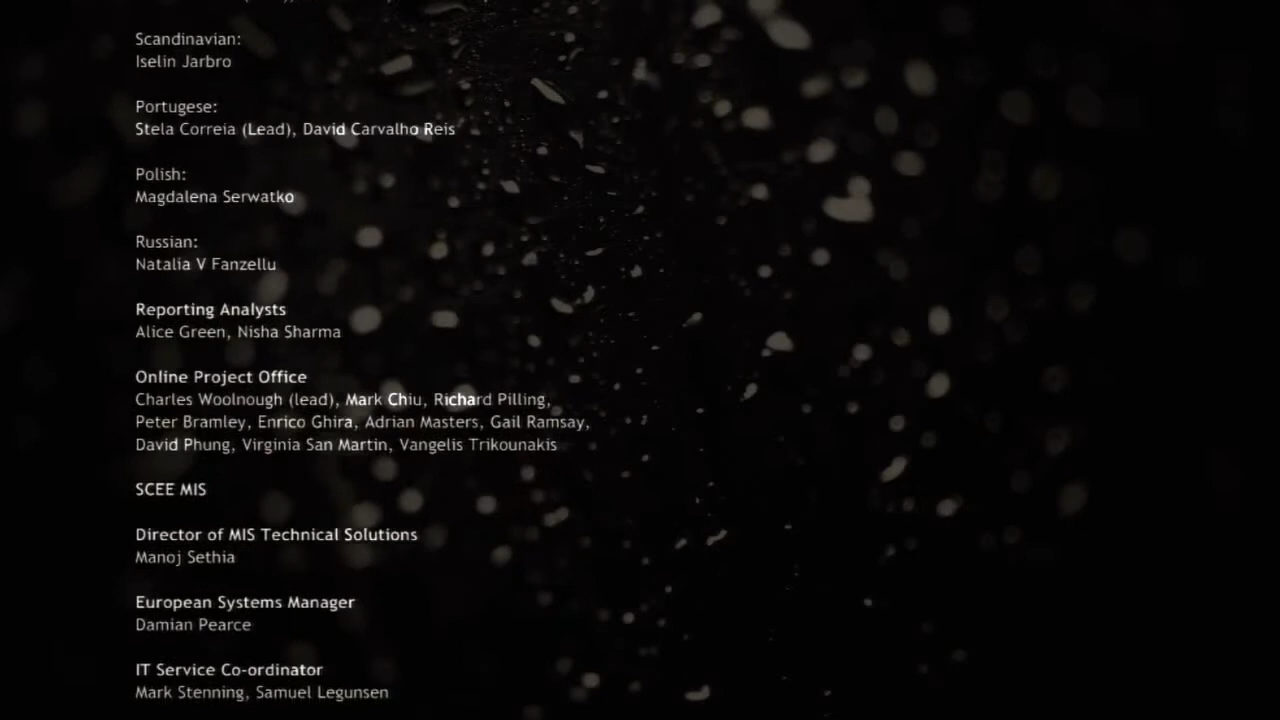 Scandinavian:
Iselin Jarbro
Portugese:
Stela Correia (Lead), David Carvalho Reis
Polish:
Magdalena Serwatko
Russian:
Natalia V Fanzellu
Reporting Analysts
Alice Green, Nisha Sharma
Online Project Office
Charles Woolnough (lead), Mark Chiu, Richard Pilling,
Peter Bramley, Enrico Ghira, Adrian Masters, Gail Ramsay,
David Phung, Virginia San Martin, Vangelis Trikounakis
SCEE MIS
Director of MIS Technical Solutions
Manoj Sethia
European Systems Manager
Damian Pearce
IT Service Co-ordinator
Mark Stenning, Samuel Legunsen